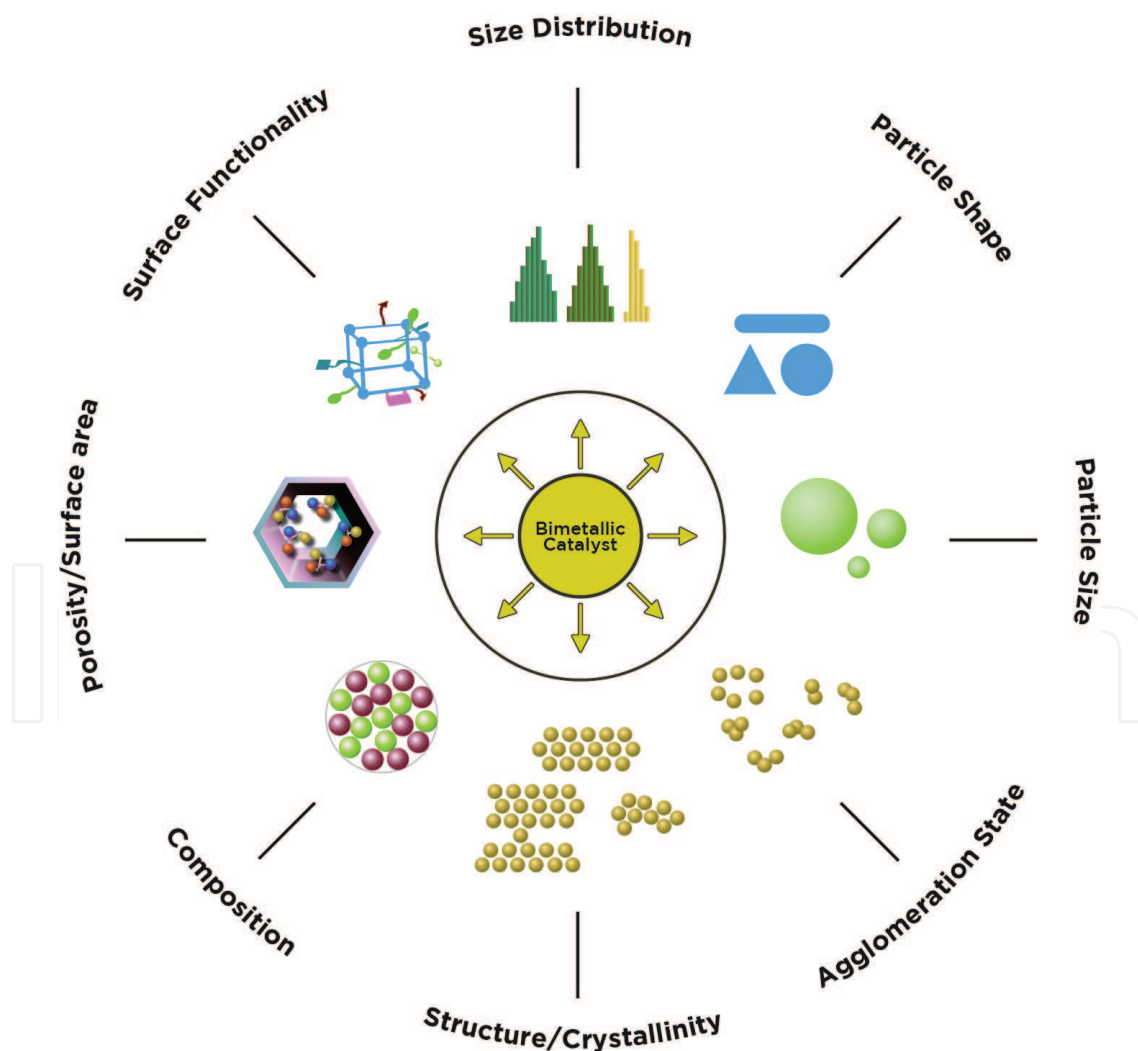 Size Distribution
Particle Shape
Particle Size
Agglomeration State
Structure/Crystallinity
Composition
Porosity/Surface area
Surface Functionality
Bimetallic
Catalyst